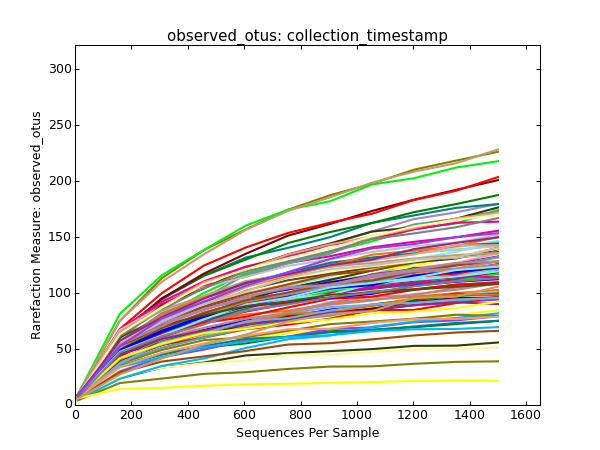 observed_otus: collection_timestamp
300
250
200
150
100
50
0
0 200 400 600 800 1000 1200 1400 1600
Sequences Per Sample
Rarefaction Measure: observed_otus